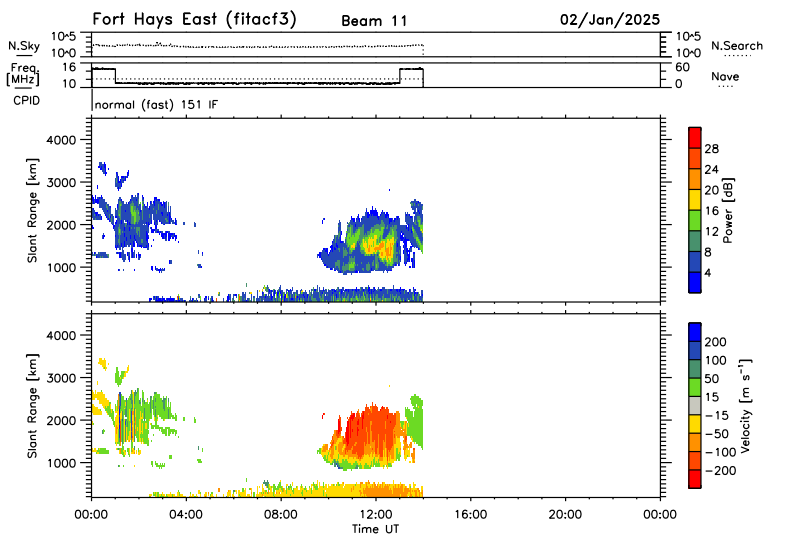 Fort Hays East (fitacf3) Beam 11 02/Jan/2025
N.Sky 10^5 10^0 10^5 10^0 N.Search
Freq. [MHz] 16 10 60 0 Nave
CPID normal (fast) 151 IF
Slant Range [km] 4000 3000 2000 1000
Power [dB] 28 24 20 16 12 8 4
Slant Range [km] 4000 3000 2000 1000
Velocity [m s⁻¹] 200 100 50 15 -15 -50 -100 -200
00:00 04:00 08:00 12:00 16:00 20:00 00:00
Time UT